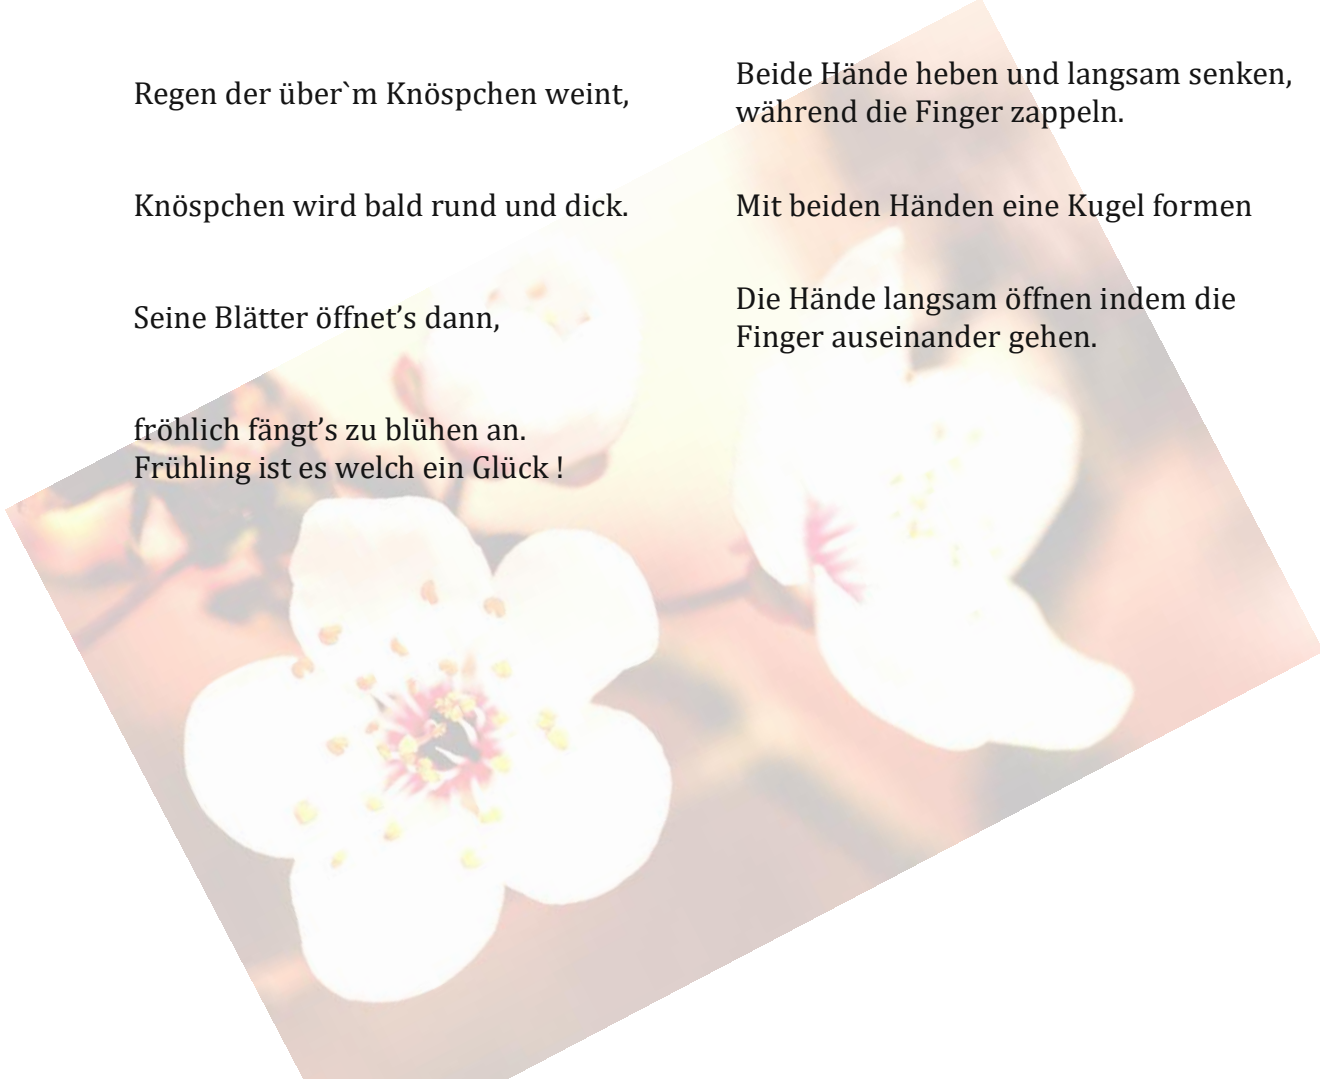 Regen der über`m Knöspchen weint,
Beide Hände heben und langsam senken,
während die Finger zappeln.
Knöspchen wird bald rund und dick.
Mit beiden Händen eine Kugel formen
Seine Blätter öffnet’s dann,
Die Hände langsam öffnen indem die
Finger auseinander gehen.
fröhlich fängt’s zu blühen an.
Frühling ist es welch ein Glück !